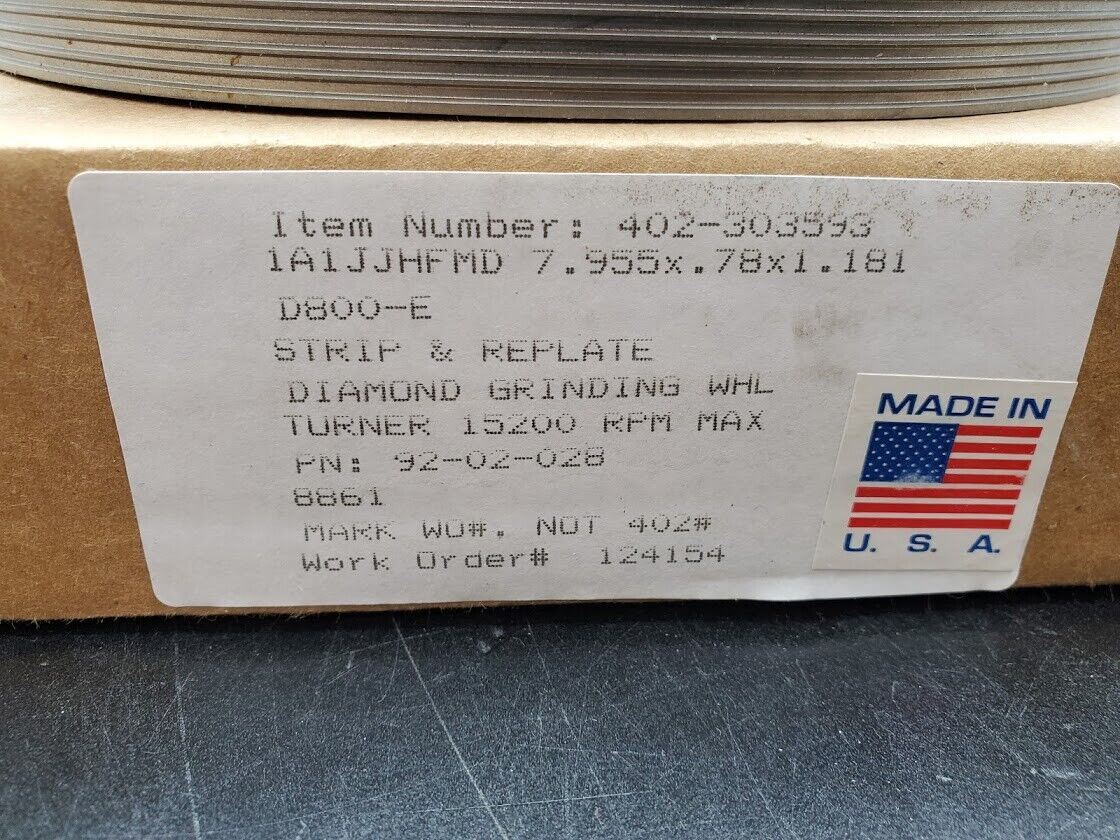 Item Number: 402-303593
1A1JJHFMD 7.955x.78x1.181
D800-E
STRIP & REPLATE
DIAMOND GRINDING WHL
TURNER 15200 RPM MAX
PN: 92-02-028
8861
MARK WO#, NOT 402#
Work Order# 124154
MADE IN
U. S. A.